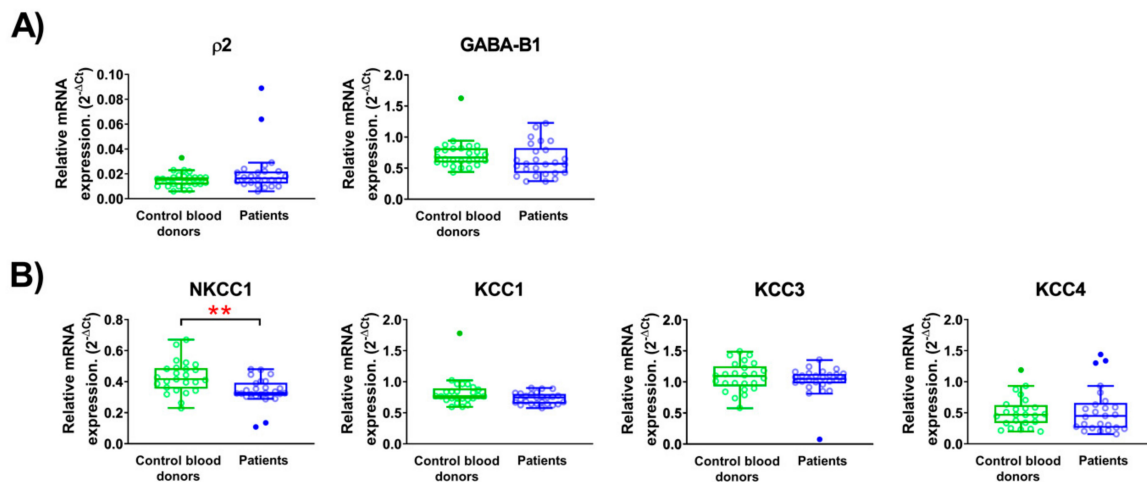 A)
ρ2
GABA-B1
Relative mRNA
expression. (2-ΔCt)
0.10
0.08
0.06
0.04
0.02
0.00
Control blood
donors
Patients
Relative mRNA
expression. (2-ΔCt)
2.0
1.5
1.0
0.5
0.0
Control blood
donors
Patients
B)
NKCC1
KCC1
KCC3
KCC4
Relative mRNA
expression. (2-ΔCt)
0.8
0.6
0.4
0.2
0.0
**
Control blood
donors
Patients
Relative mRNA
expression. (2-ΔCt)
2.0
1.5
1.0
0.5
0.0
Control blood
donors
Patients
Relative mRNA
expression. (2-ΔCt)
2.0
1.5
1.0
0.5
0.0
Control blood
donors
Patients
Relative mRNA
expression. (2-ΔCt)
2.0
1.5
1.0
0.5
0.0
Control blood
donors
Patients